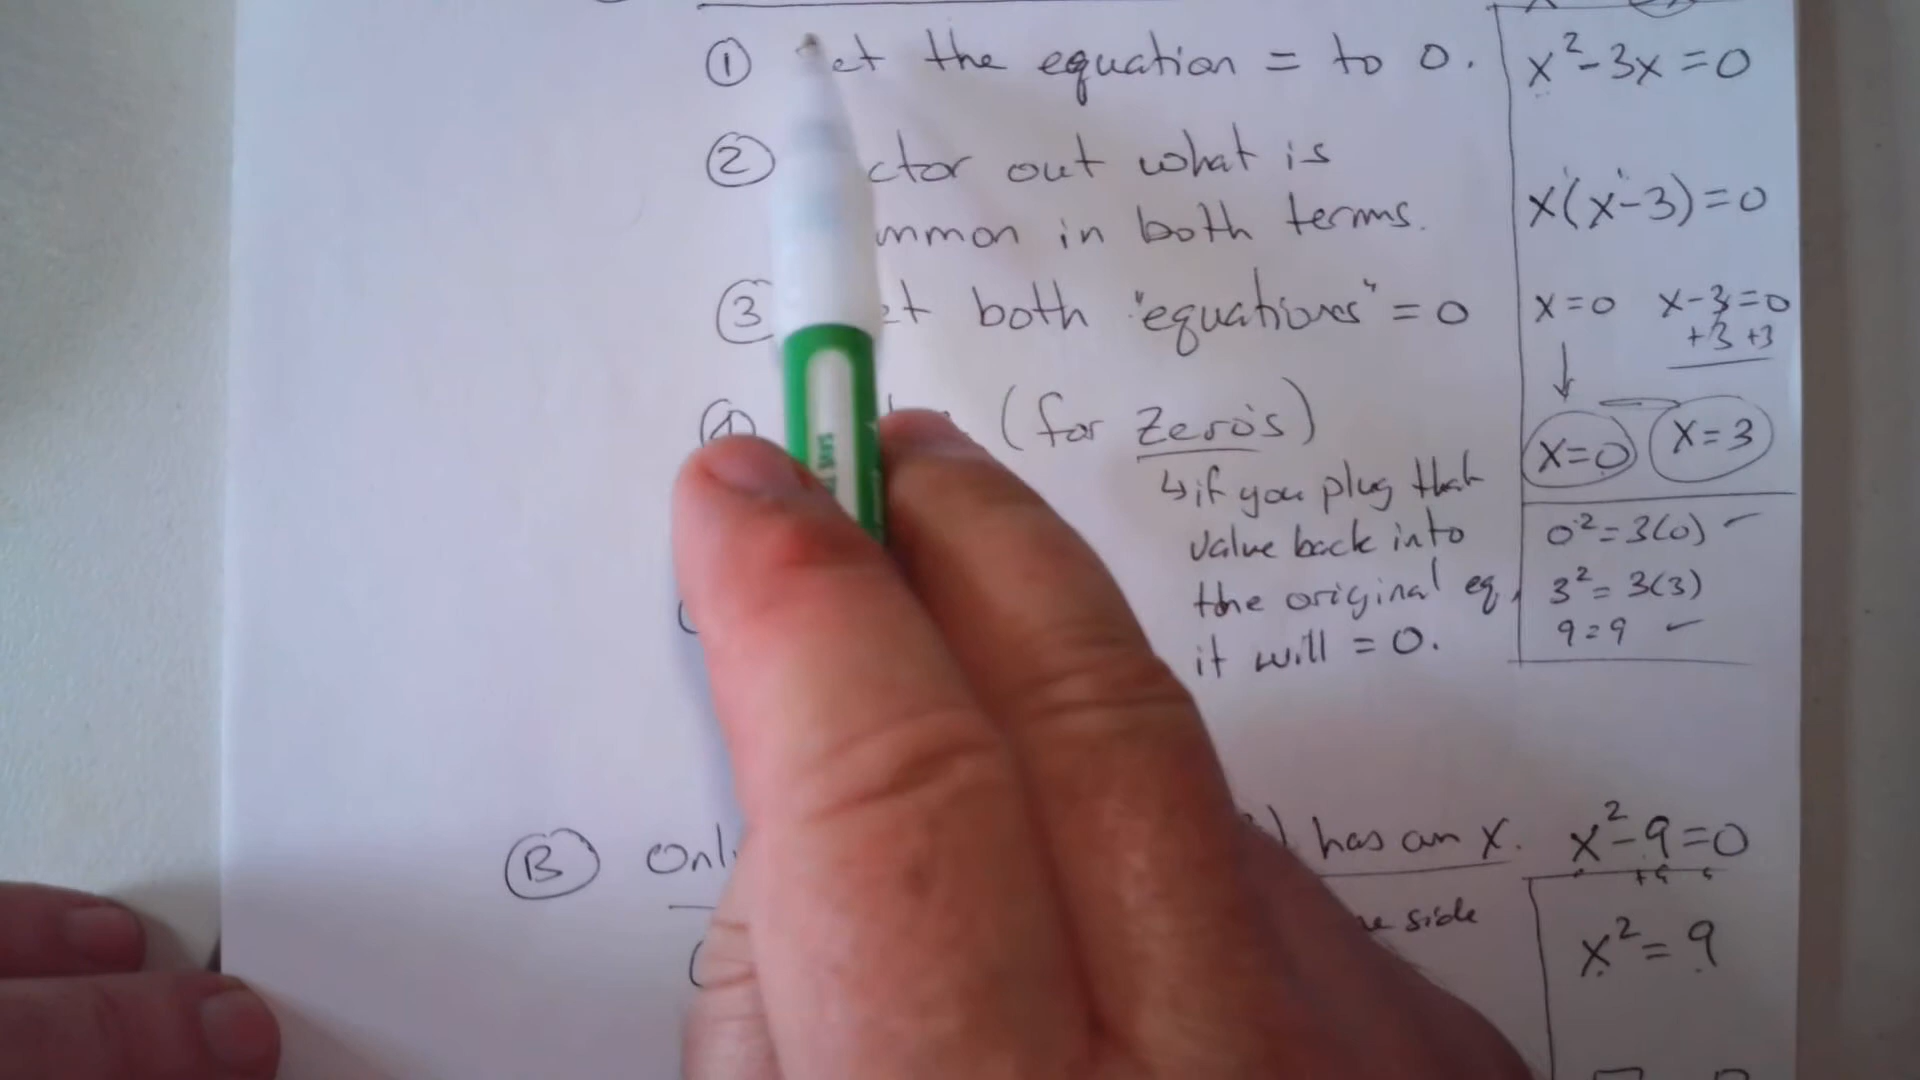 ① et the equation = to 0.
② ctor out what is
mmon in both terms.
③ et both "equations" = 0
④ (for Zero's)
↳ if you plug that
value back into
the original eq,
it will = 0.
x²-3x=0
x(x-3)=0
x=0 x-3=0
+3 +3
x=0 x=3
0²=3(0) ✓
3²=3(3)
9=9 ✓
Ⓑ Onl has an x.
side
x²-9=0
x²=9